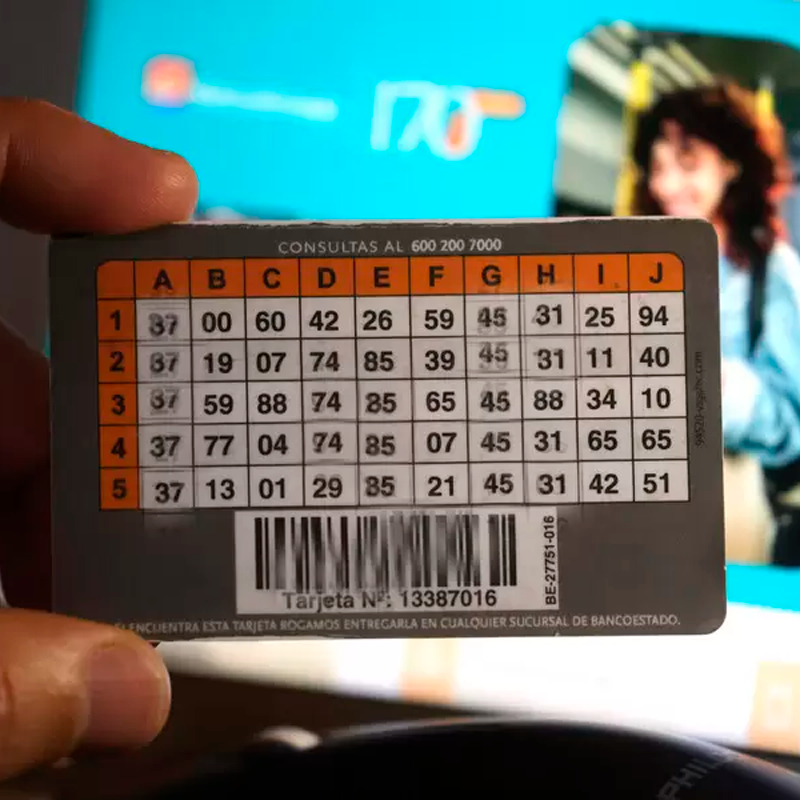 170
CONSULTAS AL 600 200 7000
A B C D E F G H I J
1 37 00 60 42 26 59 45 31 25 94
2 37 19 07 74 85 39 45 31 11 40
3 37 59 88 74 85 65 45 88 34 10
4 37 77 04 74 85 07 45 31 65 65
5 37 13 01 29 85 21 45 31 42 51
Tarjeta Nº: 13387016
BE-27751-016
ENCUENTRA ESTA TARJETA ROGAMOS ENTREGARLA EN CUALQUIER SUCURSAL DE BANCOESTADO.
PHILIPS